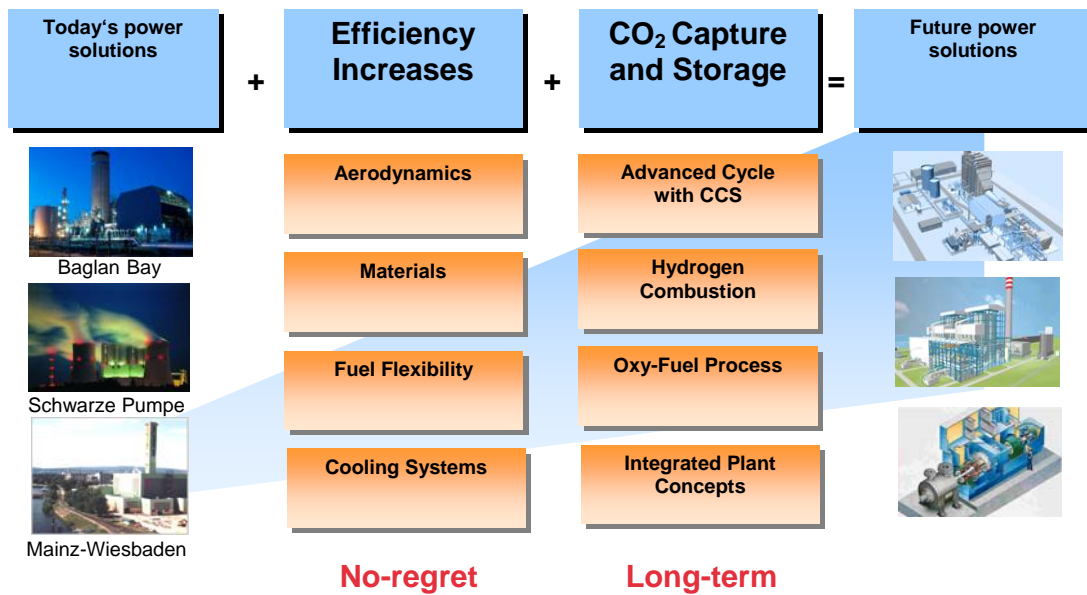 Today‘s power
solutions
+
Efficiency
Increases
+
CO₂ Capture
and Storage
=
Future power
solutions
Baglan Bay
Schwarze Pumpe
Mainz-Wiesbaden
Aerodynamics
Materials
Fuel Flexibility
Cooling Systems
No-regret
Advanced Cycle
with CCS
Hydrogen
Combustion
Oxy-Fuel Process
Integrated Plant
Concepts
Long-term